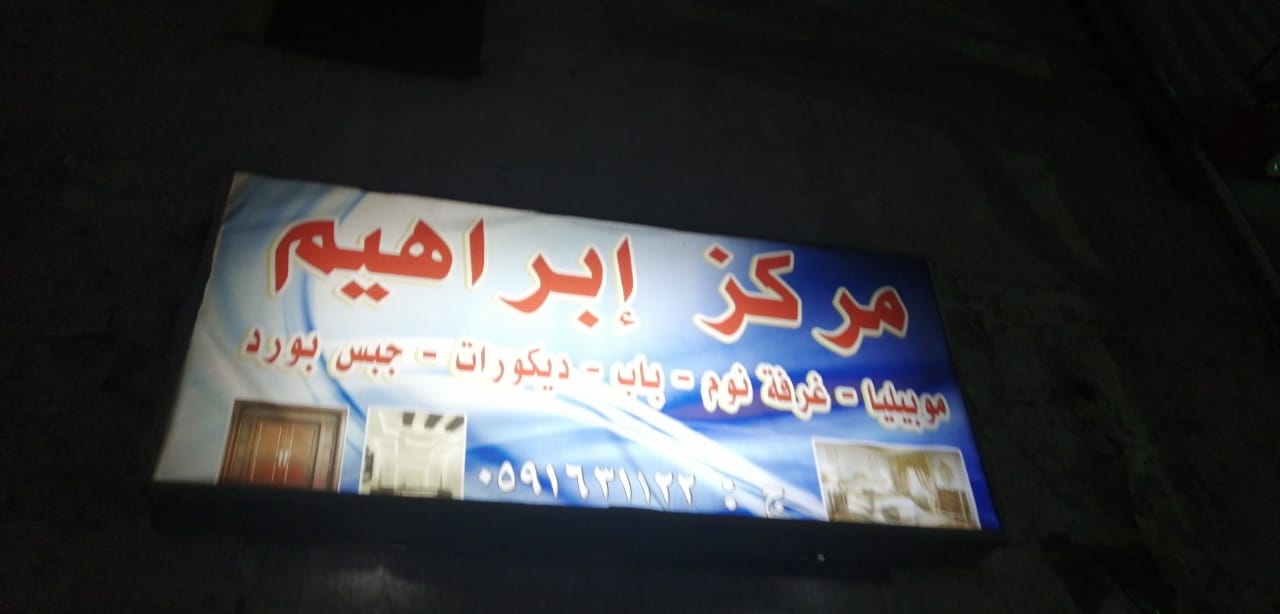 مركز إبراهيم
موبيليا - غرفة نوم - باب - ديكورات - جبس بورد
ج : ٠٥٩١٦٣١١٢٢